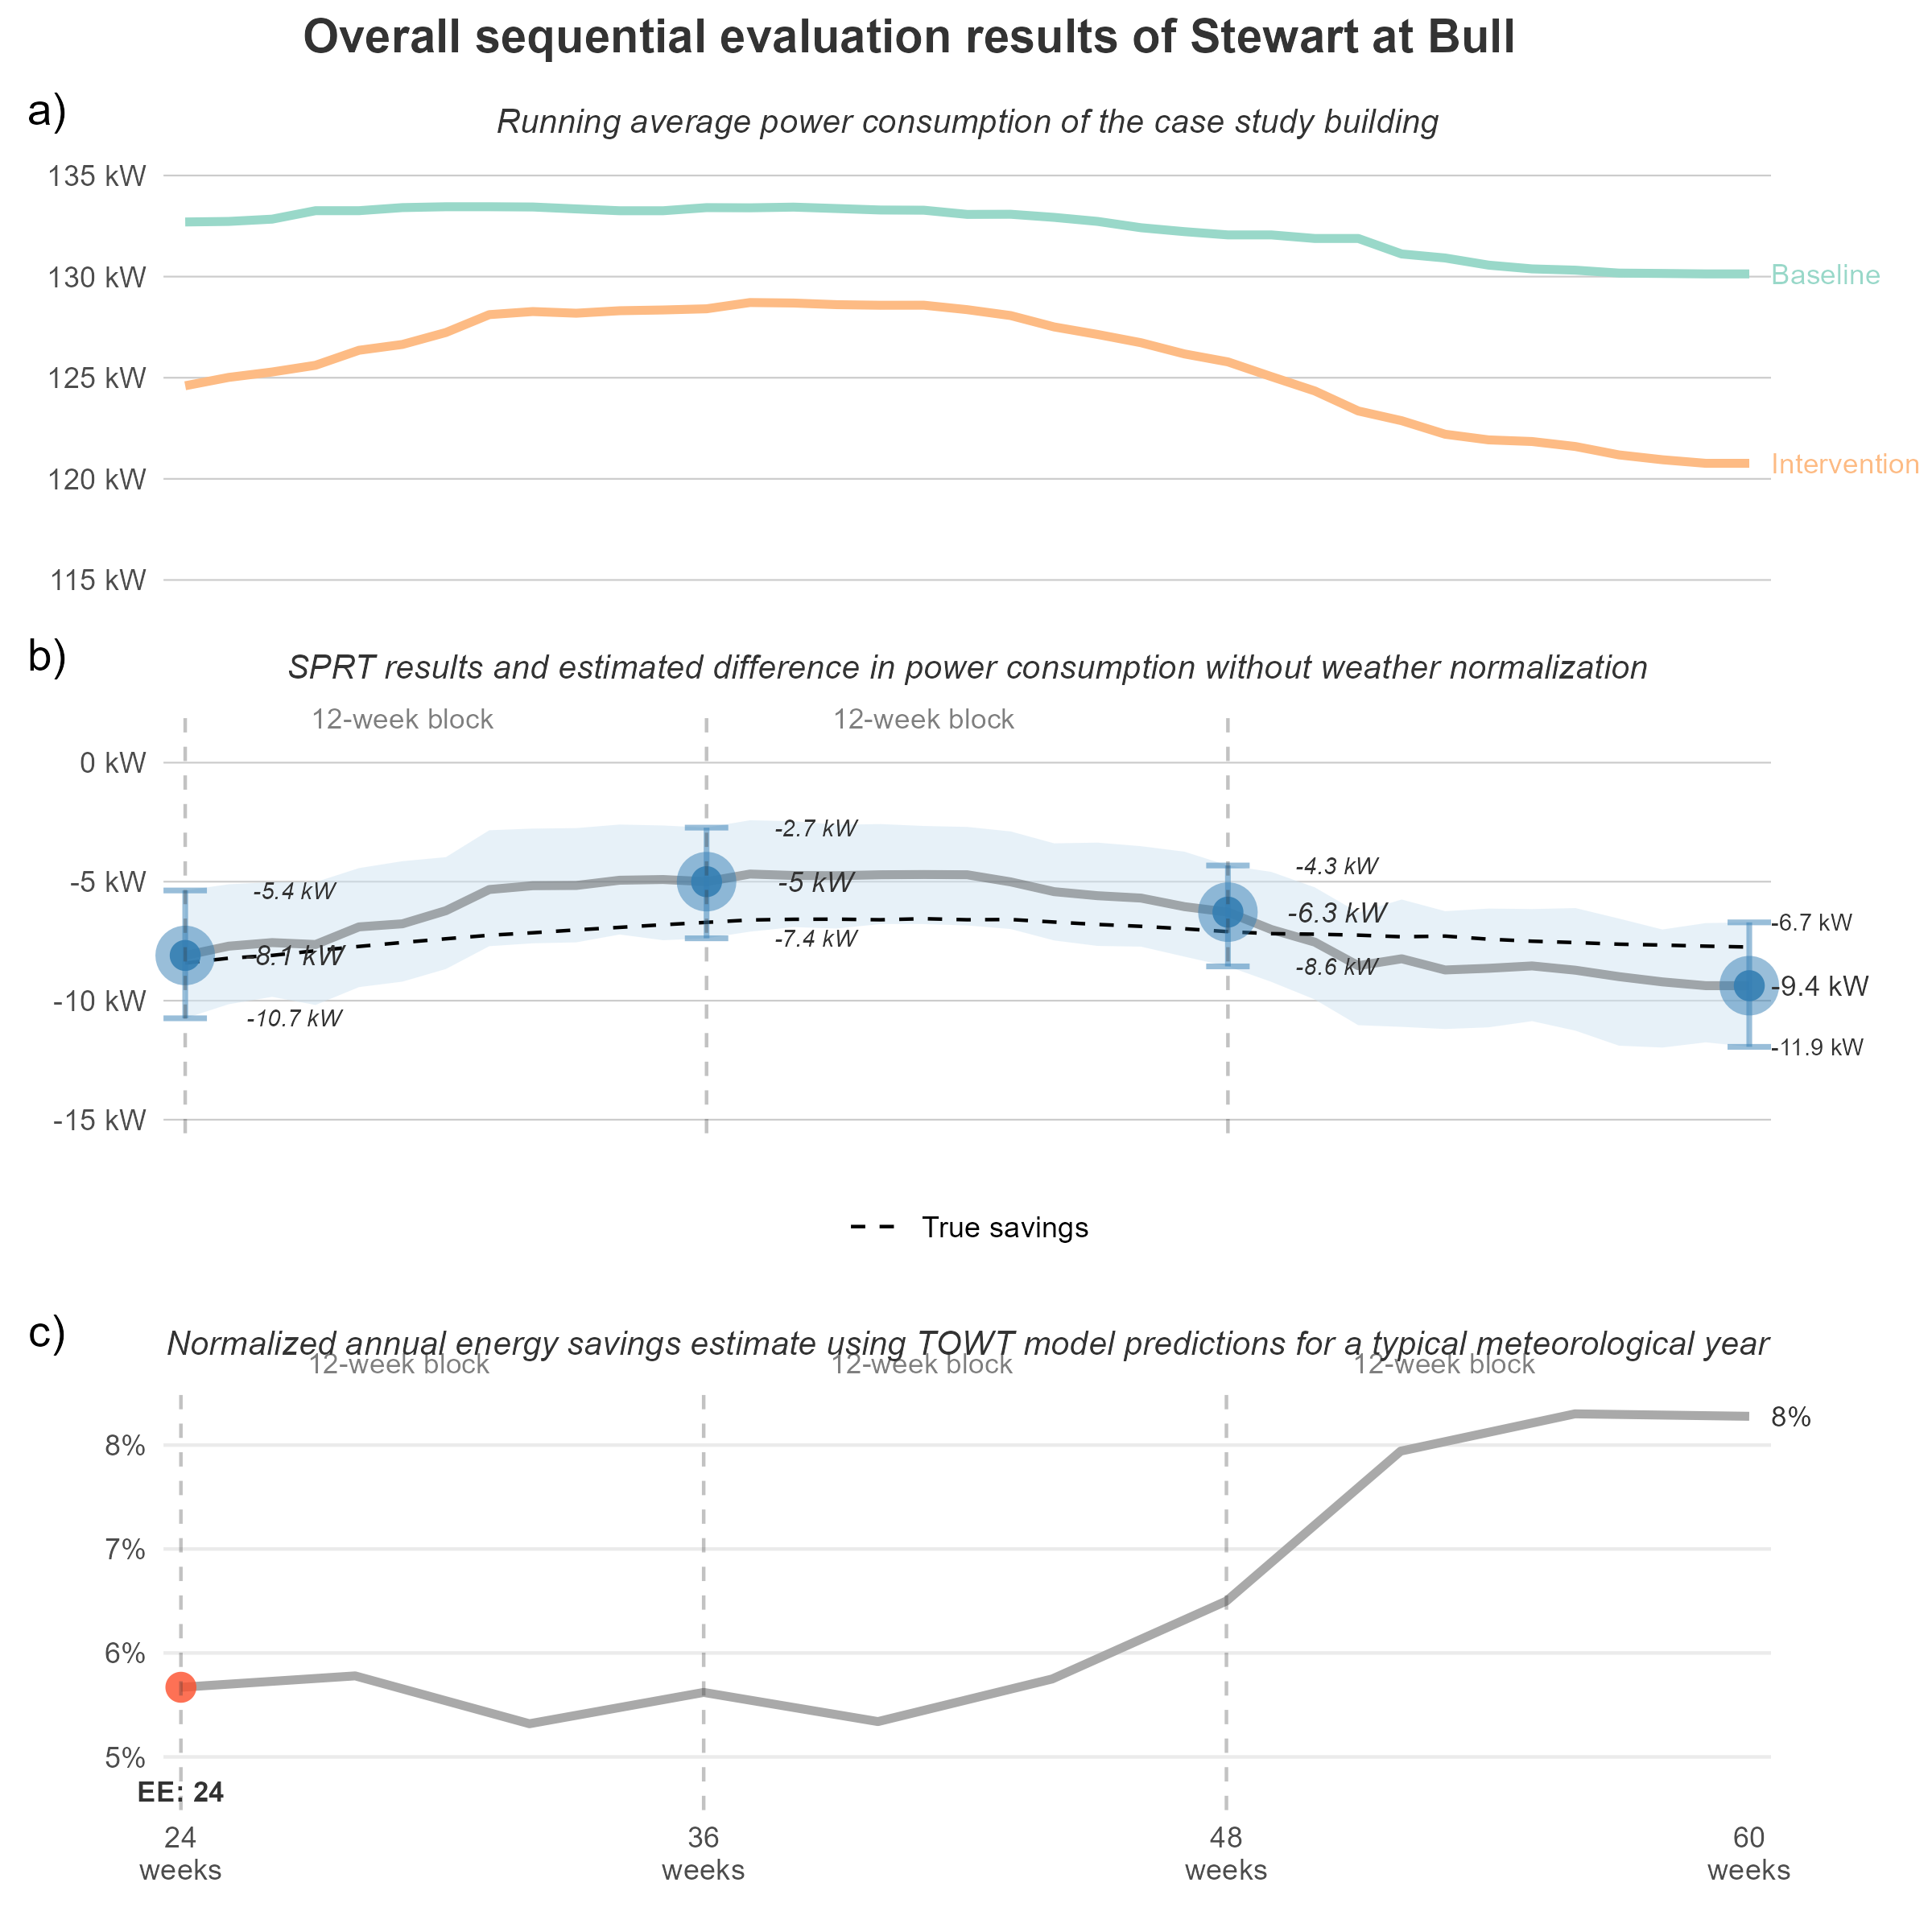 Overall sequential evaluation results of Stewart at Bull
a)
Running average power consumption of the case study building
135 kW
130 kW
125 kW
120 kW
115 kW
Baseline
Intervention
b)
SPRT results and estimated difference in power consumption without weather normalization
12-week block
12-week block
0 kW
-5 kW
-10 kW
-15 kW
-5.4 kW
-8.1 kW
-10.7 kW
-2.7 kW
-5 kW
-7.4 kW
-4.3 kW
-6.3 kW
-8.6 kW
-6.7 kW
-9.4 kW
-11.9 kW
True savings
c)
Normalized annual energy savings estimate using TOWT model predictions for a typical meteorological year
12-week block
12-week block
12-week block
8%
7%
6%
5%
8%
EE: 24
24
weeks
36
weeks
48
weeks
60
weeks